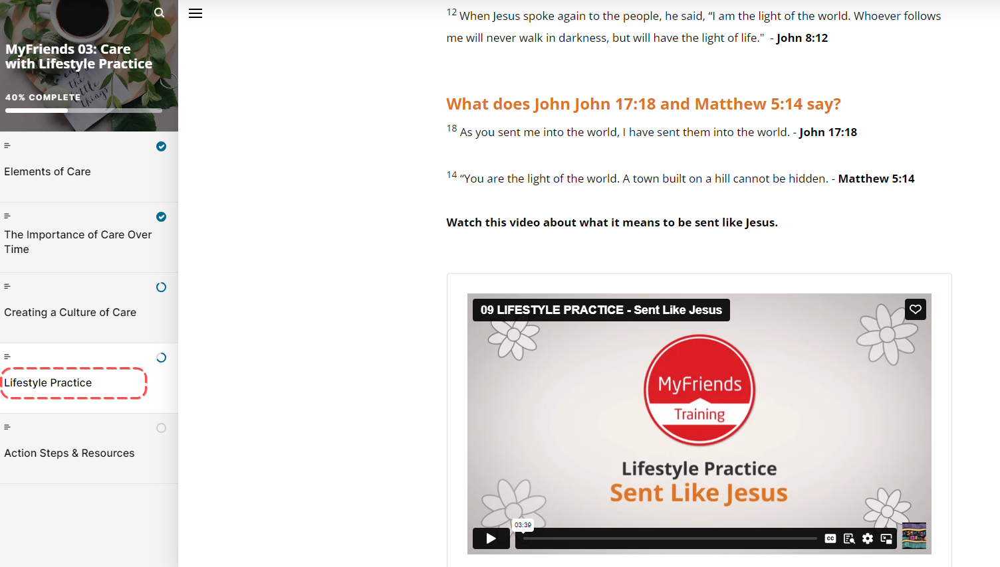 MyFriends 03: Care
with Lifestyle Practice
40% COMPLETE
Elements of Care
The Importance of Care Over
Time
Creating a Culture of Care
Lifestyle Practice
Action Steps & Resources
12 When Jesus spoke again to the people, he said, “I am the light of the world. Whoever follows
me will never walk in darkness, but will have the light of life." - John 8:12
What does John John 17:18 and Matthew 5:14 say?
18 As you sent me into the world, I have sent them into the world. - John 17:18
14 “You are the light of the world. A town built on a hill cannot be hidden. - Matthew 5:14
Watch this video about what it means to be sent like Jesus.
09 LIFESTYLE PRACTICE - Sent Like Jesus
MyFriends
Training
Lifestyle Practice
Sent Like Jesus
03:39
CC